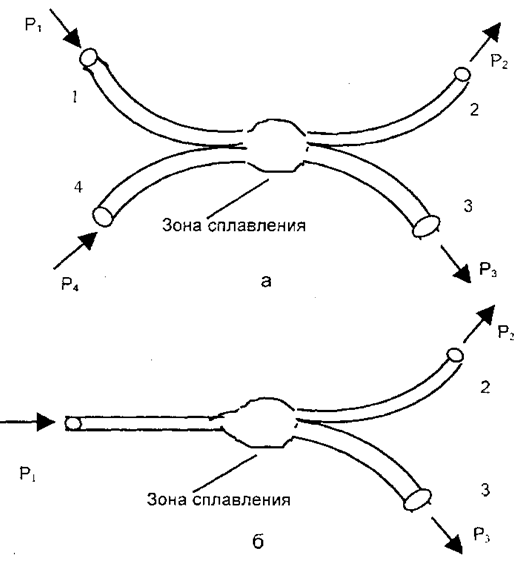 P₁
P₂
1
2
4
3
Зона сплавления
P₄
P₃
а
P₂
2
P₁
3
Зона сплавления
P₃
б